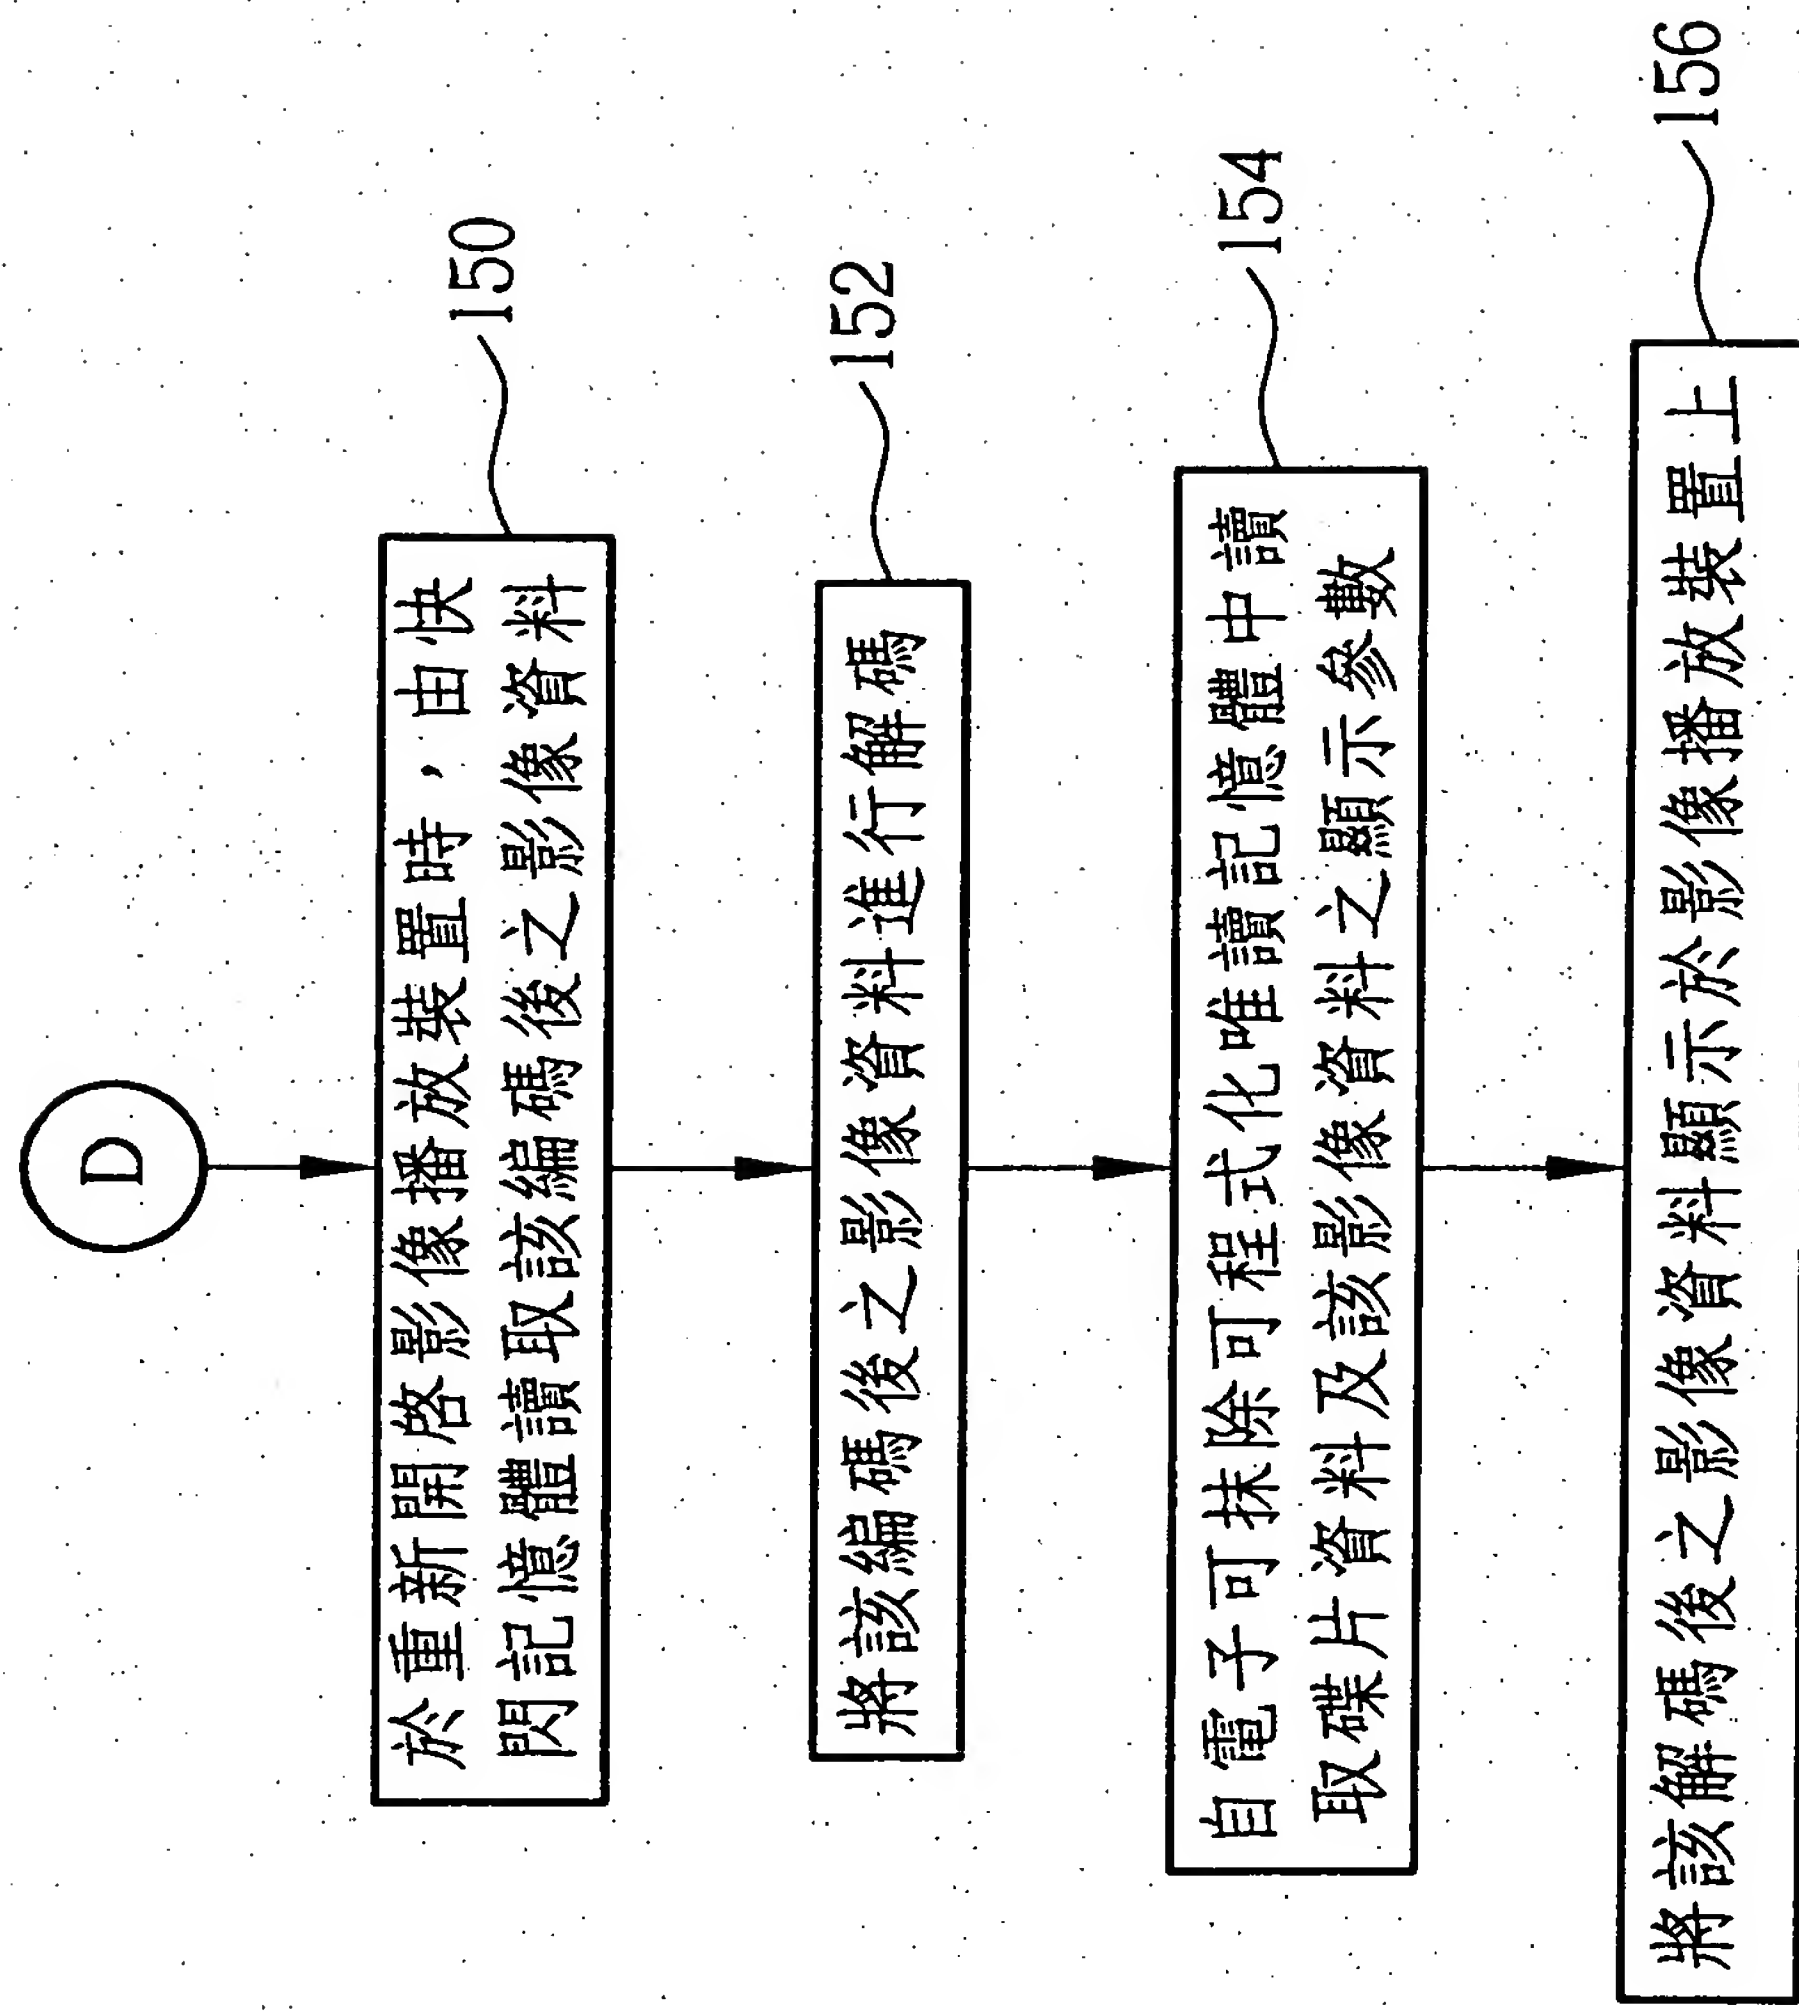 D
於重新開啓影像播放裝置時，由快
閃記憶體讀取該編碼後之影像資料
150
將該編碼後之影像資料進行解碼
152
自電子可抹除可程式化唯讀記憶體中讀
取碟片資料及該影像資料之顯示參數
154
將該解碼後之影像資料顯示於影像播放裝置上
156